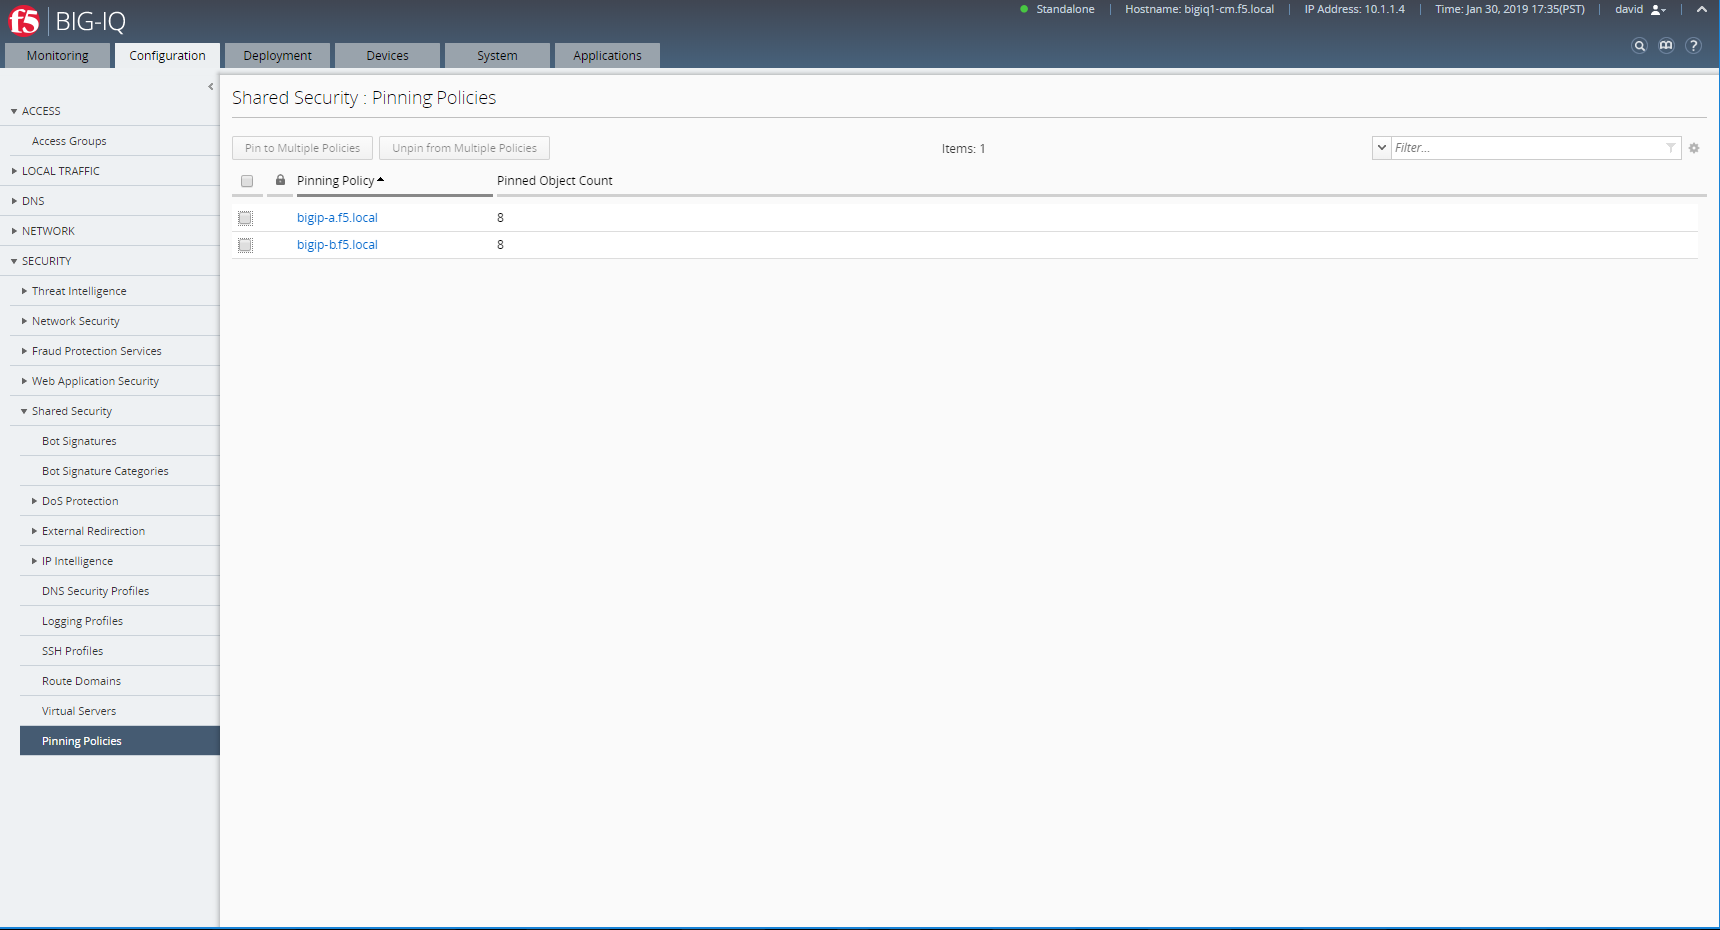 f5 BIG-IQ
Standalone Hostname: bigiq1-cm.f5.local IP Address: 10.1.1.4 Time: Jan 30, 2019 17:35(PST) david
Monitoring Configuration Deployment Devices System Applications
?
ACCESS
Access Groups
LOCAL TRAFFIC
DNS
NETWORK
SECURITY
Threat Intelligence
Network Security
Fraud Protection Services
Web Application Security
Shared Security
Bot Signatures
Bot Signature Categories
DoS Protection
External Redirection
IP Intelligence
DNS Security Profiles
Logging Profiles
SSH Profiles
Route Domains
Virtual Servers
Pinning Policies
Shared Security : Pinning Policies
Pin to Multiple Policies Unpin from Multiple Policies Items: 1 Filter...
Pinning Policy Pinned Object Count
bigip-a.f5.local 8
bigip-b.f5.local 8